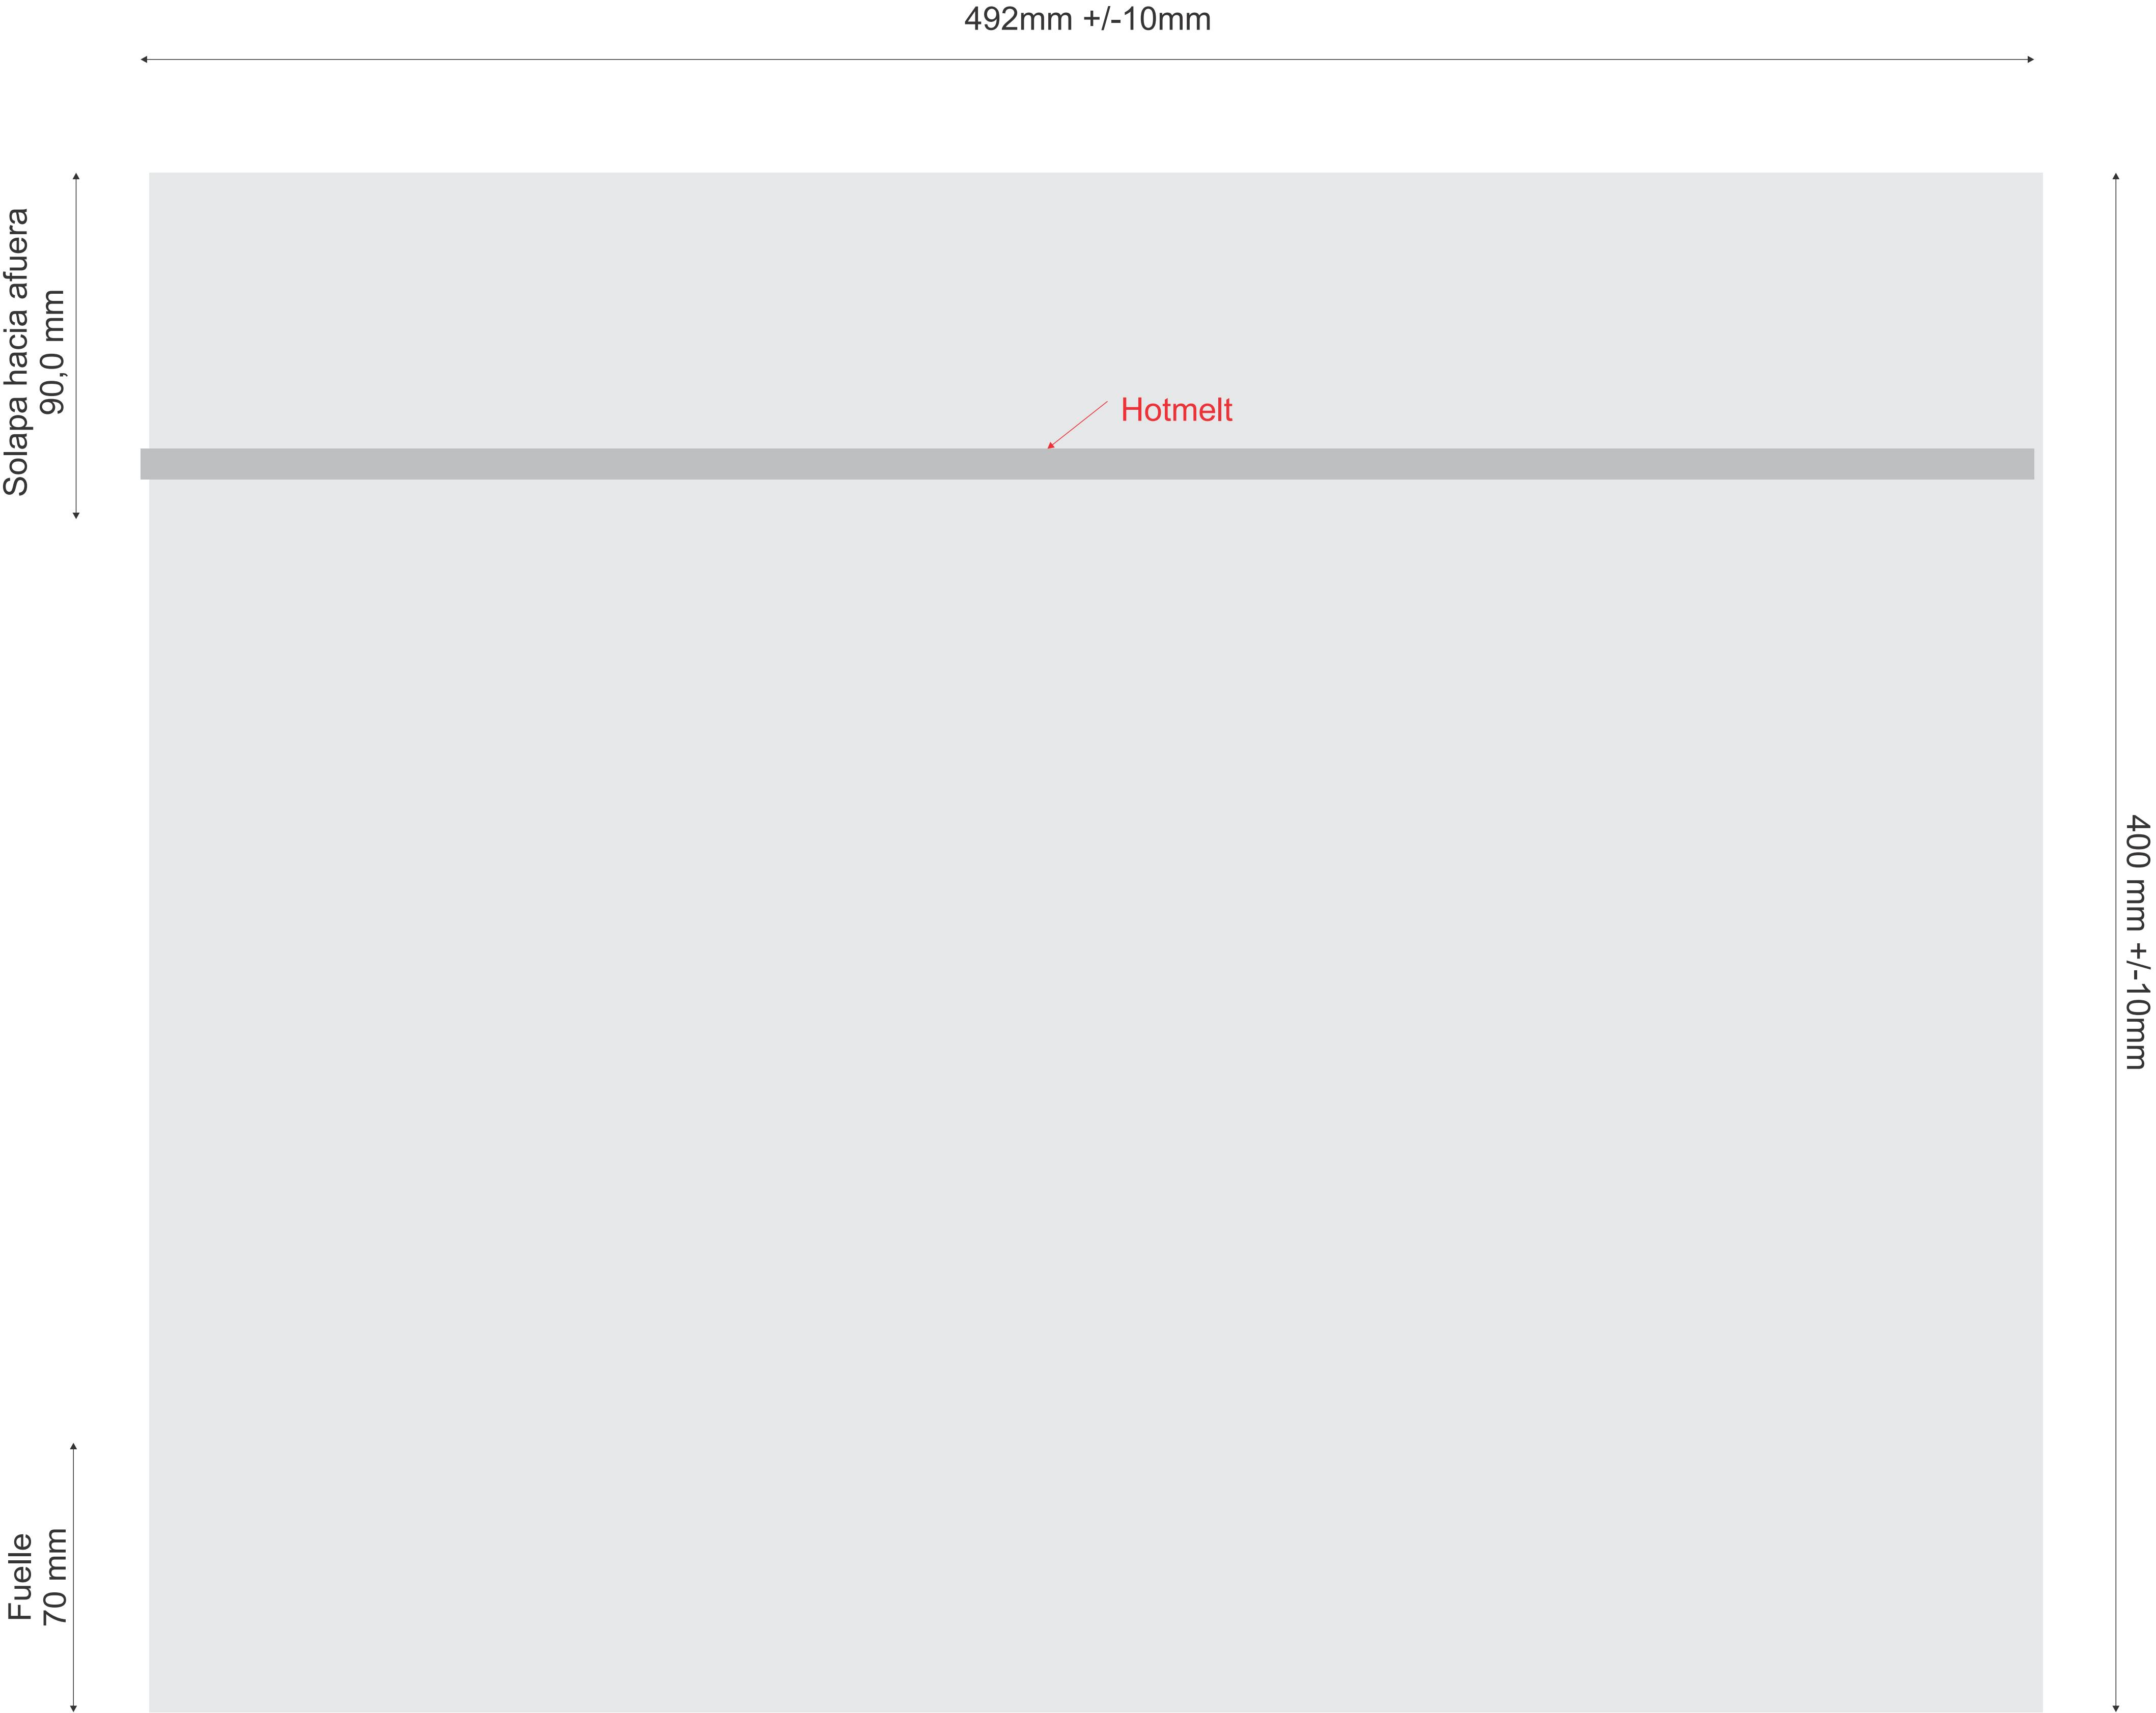 492mm +/-10mm
Solapa hacia afuera
90,0 mm
Hotmelt
400 mm +/-10mm
Fuelle
70 mm